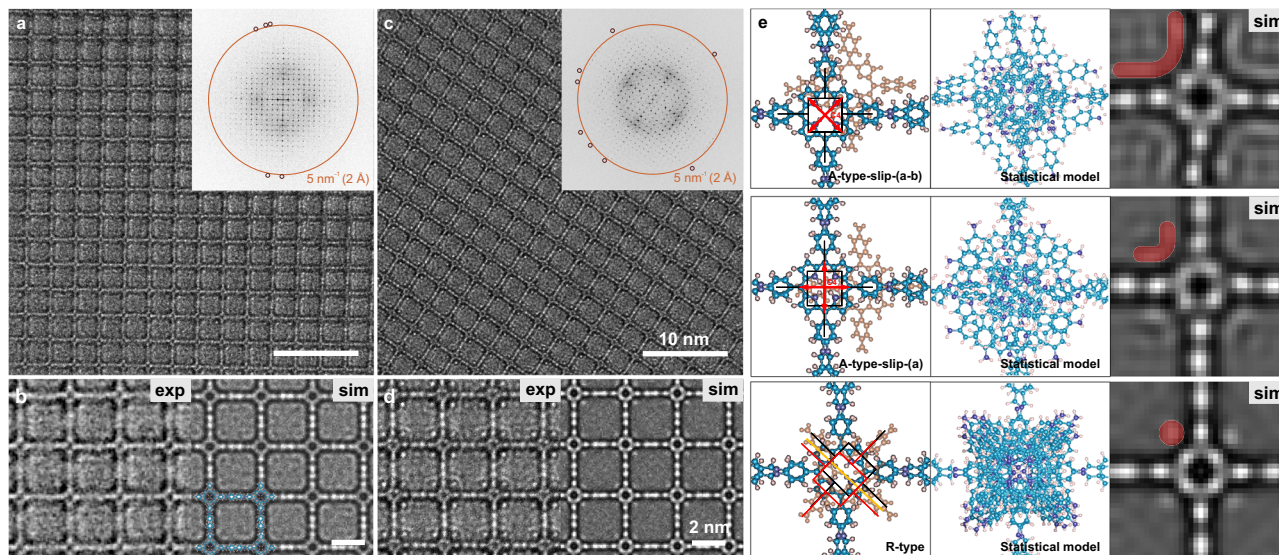 a
5 nm⁻¹ (2 Å)
c
5 nm⁻¹ (2 Å)
10 nm
b
exp
sim
d
exp
sim
2 nm
e
A-type-slip-(a-b)
Statistical model
sim
A-type-slip-(a)
Statistical model
sim
R-type
Statistical model
sim